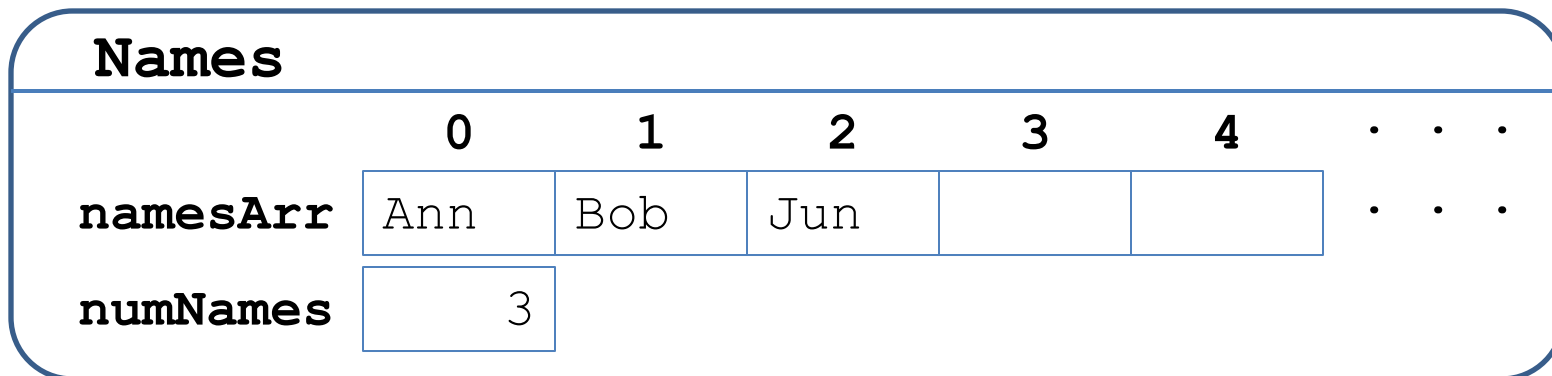 Names
0 1 2 3 4 . . .
namesArr Ann Bob Jun . . .
numNames 3